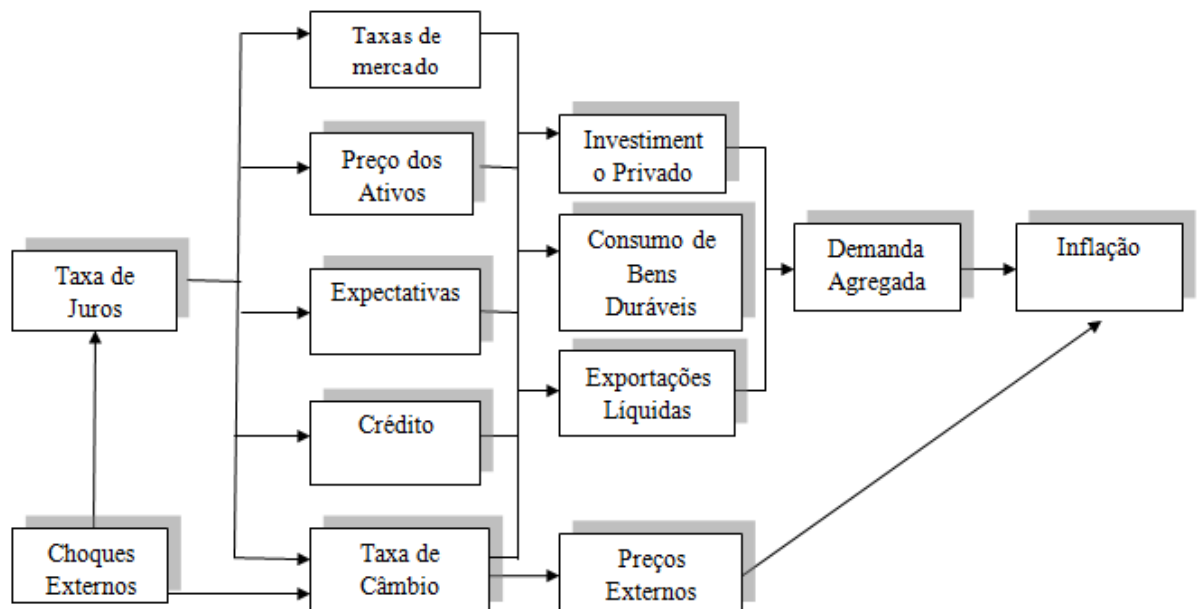 Taxas de
mercado
Preço dos
Ativos
Investiment
o Privado
Taxa de
Juros
Expectativas
Consumo de
Bens
Duráveis
Demanda
Agregada
Inflação
Crédito
Exportações
Líquidas
Choques
Externos
Taxa de
Câmbio
Preços
Externos